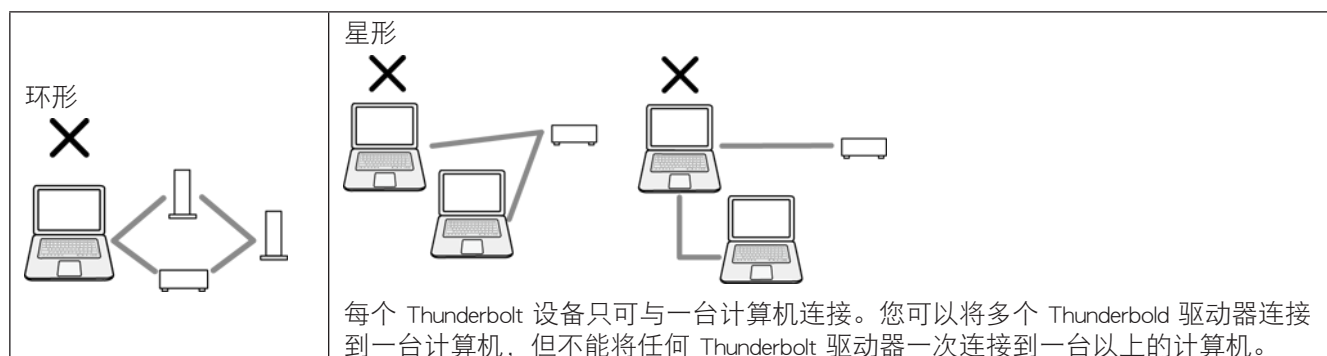 环形
星形
每个 Thunderbolt 设备只可与一台计算机连接。您可以将多个 Thunderbold 驱动器连接
到一台计算机，但不能将任何 Thunderbolt 驱动器一次连接到一台以上的计算机。